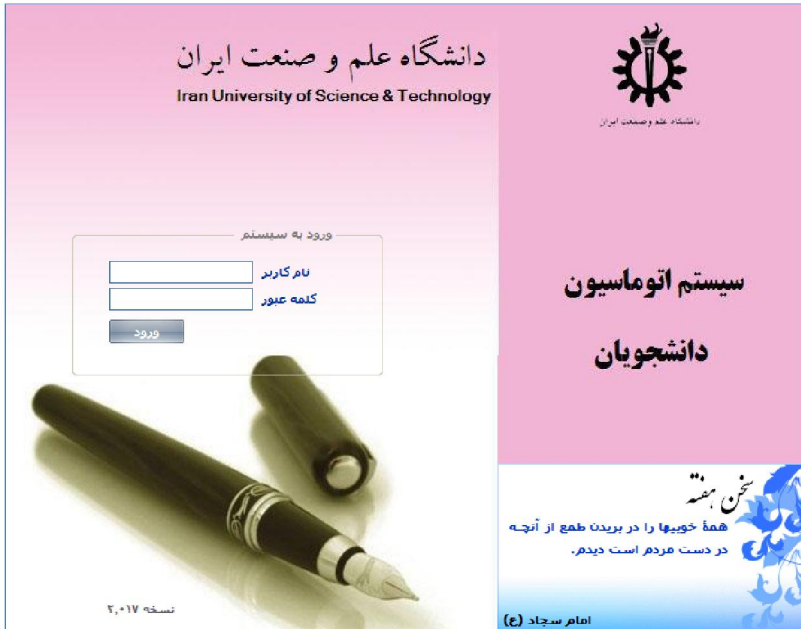 دانشگاه علم و صنعت ایران
Iran University of Science & Technology
دانشگاه علم وصنعت ایران
ورود به سیستم
نام کاربر
کلمه عبور
ورود
سیستم اتوماسیون
دانشجویان
سخن هفته
همهٔ خوبیها را در بریدن طمع از آنچـه
در دست مردم است دیدم.
امام سجاد (ع)
نسخه ۲,۰۱۷